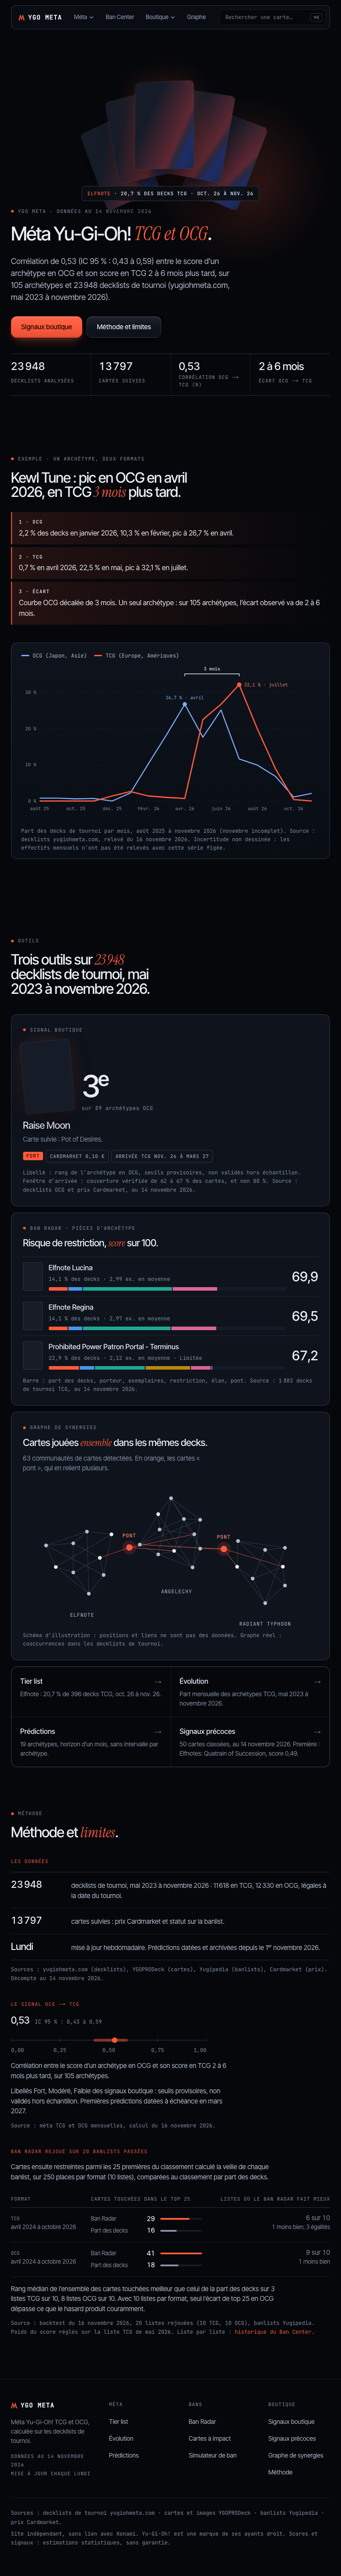 YGO META
Méta
Ban Center
Boutique
Graphe
Rechercher une carte…
⌘K
ELFNOTE · 20,7 % DES DECKS TCG · OCT. 26 À NOV. 26
YGO META · DONNÉES AU 14 NOVEMBRE 2026
Méta Yu-Gi-Oh! TCG et OCG.
Corrélation de 0,53 (IC 95 % : 0,43 à 0,59) entre le score d'un
archétype en OCG et son score en TCG 2 à 6 mois plus tard, sur
105 archétypes et 23 948 decklists de tournoi (yugiohmeta.com,
mai 2023 à novembre 2026).
Signaux boutique
Méthode et limites
23 948
DECKLISTS ANALYSÉES
13 797
CARTES SUIVIES
0,53
CORRÉLATION OCG →
TCG (R)
2 à 6 mois
ÉCART OCG → TCG
EXEMPLE · UN ARCHÉTYPE, DEUX FORMATS
Kewl Tune : pic en OCG en avril
2026, en TCG 3 mois plus tard.
1 · OCG
2,2 % des decks en janvier 2026, 10,3 % en février, pic à 26,7 % en avril.
2 · TCG
0,7 % en avril 2026, 22,5 % en mai, pic à 32,1 % en juillet.
3 · ÉCART
Courbe OCG décalée de 3 mois. Un seul archétype : sur 105 archétypes, l'écart observé va de 2 à 6
mois.
OCG (Japon, Asie)
TCG (Europe, Amériques)
3 mois
26,7 % · avril
32,1 % · juillet
30 %
20 %
10 %
0 %
août 25
oct. 25
déc. 25
févr. 26
avr. 26
juin 26
août 26
oct. 26
Part des decks de tournoi par mois, août 2025 à novembre 2026 (novembre incomplet). Source :
decklists yugiohmeta.com, relevé du 16 novembre 2026. Incertitude non dessinée : les
effectifs mensuels n'ont pas été relevés avec cette série figée.
OUTILS
Trois outils sur 23 948
decklists de tournoi, mai
2023 à novembre 2026.
SIGNAL BOUTIQUE
3e
sur 89 archétypes OCG
Raise Moon
Carte suivie : Pot of Desires.
FORT
CARDMARKET 0,10 €
ARRIVÉE TCG NOV. 26 À MARS 27
Libellé : rang de l'archétype en OCG, seuils provisoires, non validés hors échantillon.
Fenêtre d'arrivée : couverture vérifiée de 62 à 67 % des cartes, et non 80 %. Source :
decklists OCG et prix Cardmarket, au 14 novembre 2026.
BAN RADAR · PIÈCES D'ARCHÉTYPE
Risque de restriction, score sur 100.
Elfnote Lucina
14,1 % des decks · 2,99 ex. en moyenne
69,9
Elfnote Regina
14,1 % des decks · 2,97 ex. en moyenne
69,5
Prohibited Power Patron Portal - Terminus
22,9 % des decks · 2,12 ex. en moyenne · Limitée
67,2
Barre : part des decks, porteur, exemplaires, restriction, élan, pont. Source : 1 883 decks
de tournoi TCG, au 14 novembre 2026.
GRAPHE DE SYNERGIES
Cartes jouées ensemble dans les mêmes decks.
63 communautés de cartes détectées. En orange, les cartes «
pont », qui en relient plusieurs.
PONT
PONT
ANGELECHY
ELFNOTE
RADIANT TYPHOON
Schéma d'illustration : positions et liens ne sont pas des données. Graphe réel :
cooccurrences dans les decklists de tournoi.
Tier list →
Elfnote : 20,7 % de 396 decks TCG, oct. 26 à nov. 26.
Évolution →
Part mensuelle des archétypes TCG, mai 2023 à
novembre 2026.
Prédictions →
19 archétypes, horizon d'un mois, sans intervalle par
archétype.
Signaux précoces →
50 cartes classées, au 14 novembre 2026. Première :
Elfnotes: Quatrain of Succession, score 0,49.
MÉTHODE
Méthode et limites.
LES DONNÉES
23 948
decklists de tournoi, mai 2023 à novembre 2026 : 11 618 en TCG, 12 330 en OCG, légales à
la date du tournoi.
13 797
cartes suivies : prix Cardmarket et statut sur la banlist.
Lundi
mise à jour hebdomadaire. Prédictions datées et archivées depuis le 1er novembre 2026.
Sources : yugiohmeta.com (decklists), YGOPRODeck (cartes), Yugipedia (banlists), Cardmarket (prix).
Décompte au 14 novembre 2026.
LE SIGNAL OCG → TCG
0,53 IC 95 % : 0,43 à 0,59
0,00
0,25
0,50
0,75
1,00
Corrélation entre le score d'un archétype en OCG et son score en TCG 2 à 6
mois plus tard, sur 105 archétypes.
Libellés Fort, Modéré, Faible des signaux boutique : seuils provisoires, non
validés hors échantillon. Premières prédictions datées à échéance en mars
2027.
Source : méta TCG et OCG mensuelles, calcul du 16 novembre 2026.
BAN RADAR REJOUÉ SUR 20 BANLISTS PASSÉES
Cartes ensuite restreintes parmi les 25 premières du classement calculé la veille de chaque
banlist, sur 250 places par format (10 listes), comparées au classement par part des decks.
FORMAT
CARTES TOUCHÉES DANS LE TOP 25
LISTES OÙ LE BAN RADAR FAIT MIEUX
TCG
avril 2024 à octobre 2026
Ban Radar 29
Part des decks 16
6 sur 10
1 moins bien, 3 égalités
OCG
avril 2024 à octobre 2026
Ban Radar 41
Part des decks 18
9 sur 10
1 moins bien
Rang médian de l'ensemble des cartes touchées meilleur que celui de la part des decks sur 3
listes TCG sur 10, 8 listes OCG sur 10. Avec 10 listes par format, seul l'écart de top 25 en OCG
dépasse ce que le hasard produit couramment.
Source : backtest du 16 novembre 2026, 20 listes rejouées (10 TCG, 10 OCG), banlists Yugipedia.
Poids du score réglés sur la liste TCG de mai 2026. Liste par liste : historique du Ban Center.
YGO META
Méta Yu-Gi-Oh! TCG et OCG,
calculée sur les decklists de
tournoi.
DONNÉES AU 14 NOVEMBRE
2026
MISE À JOUR CHAQUE LUNDI
MÉTA
Tier list
Évolution
Prédictions
BANS
Ban Radar
Cartes à impact
Simulateur de ban
BOUTIQUE
Signaux boutique
Signaux précoces
Graphe de synergies
Méthode
Sources : decklists de tournoi yugiohmeta.com · cartes et images YGOPRODeck · banlists Yugipedia ·
prix Cardmarket.
Site indépendant, sans lien avec Konami. Yu-Gi-Oh! est une marque de ses ayants droit. Scores et
signaux : estimations statistiques, sans garantie.